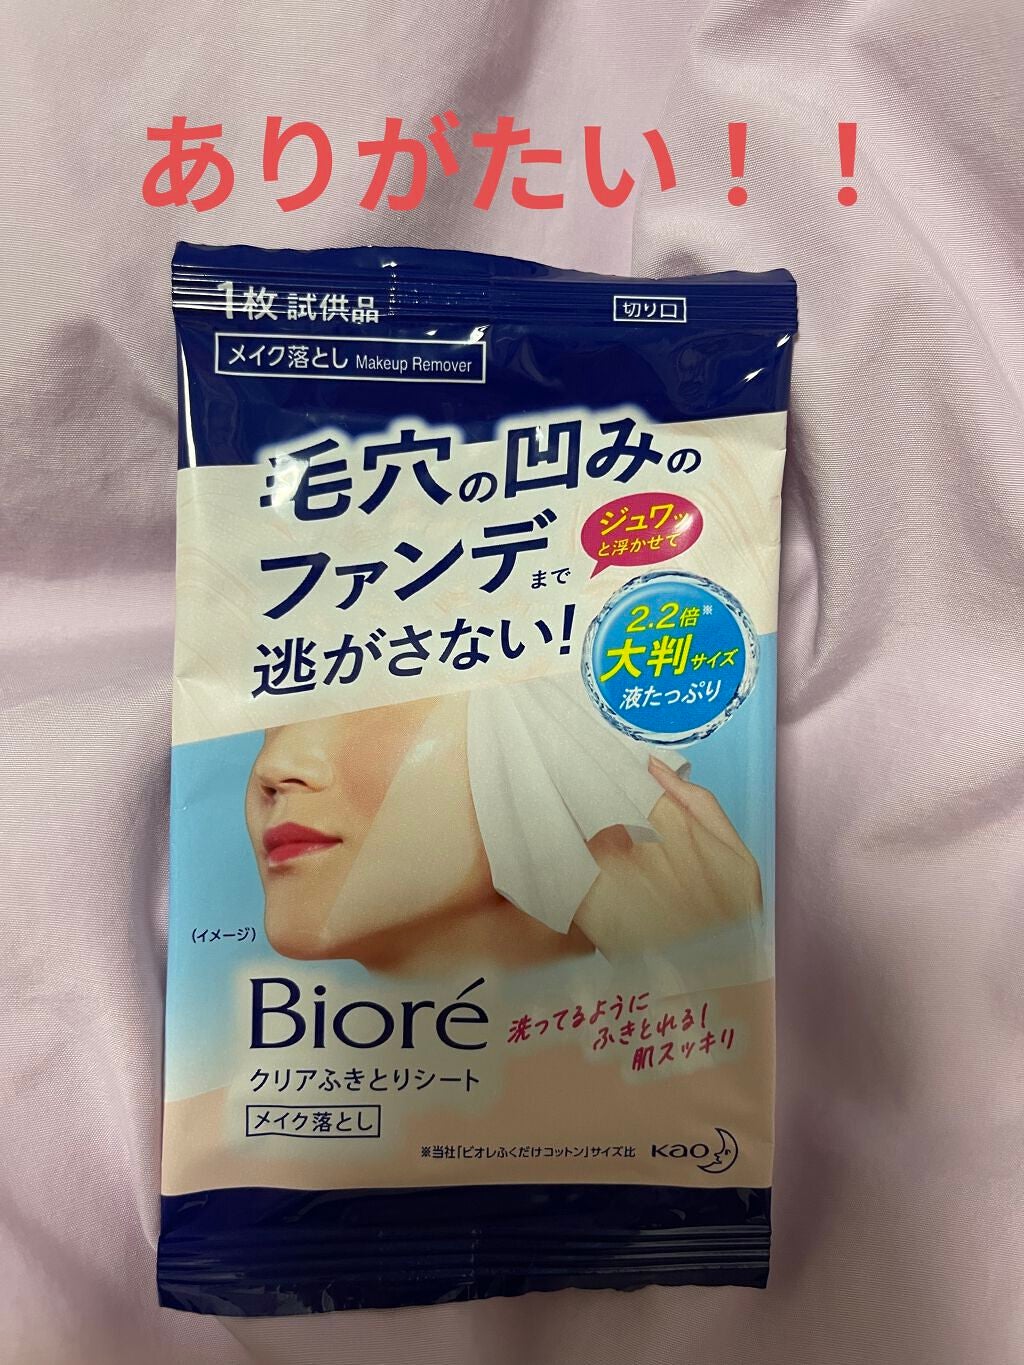 ありがたい！！
1枚 試供品
切り口
メイク落とし Makeup Remover
毛穴の凹みの
ファンデまで
逃がさない!
ジュワッ
と浮かせて
2.2倍※
大判サイズ
液たっぷり
(イメージ)
Bioré
クリアふきとりシート
メイク落とし
洗ってるように
ふきとれる!
肌スッキリ
※当社「ビオレふくだけコットン」サイズ比
Kao